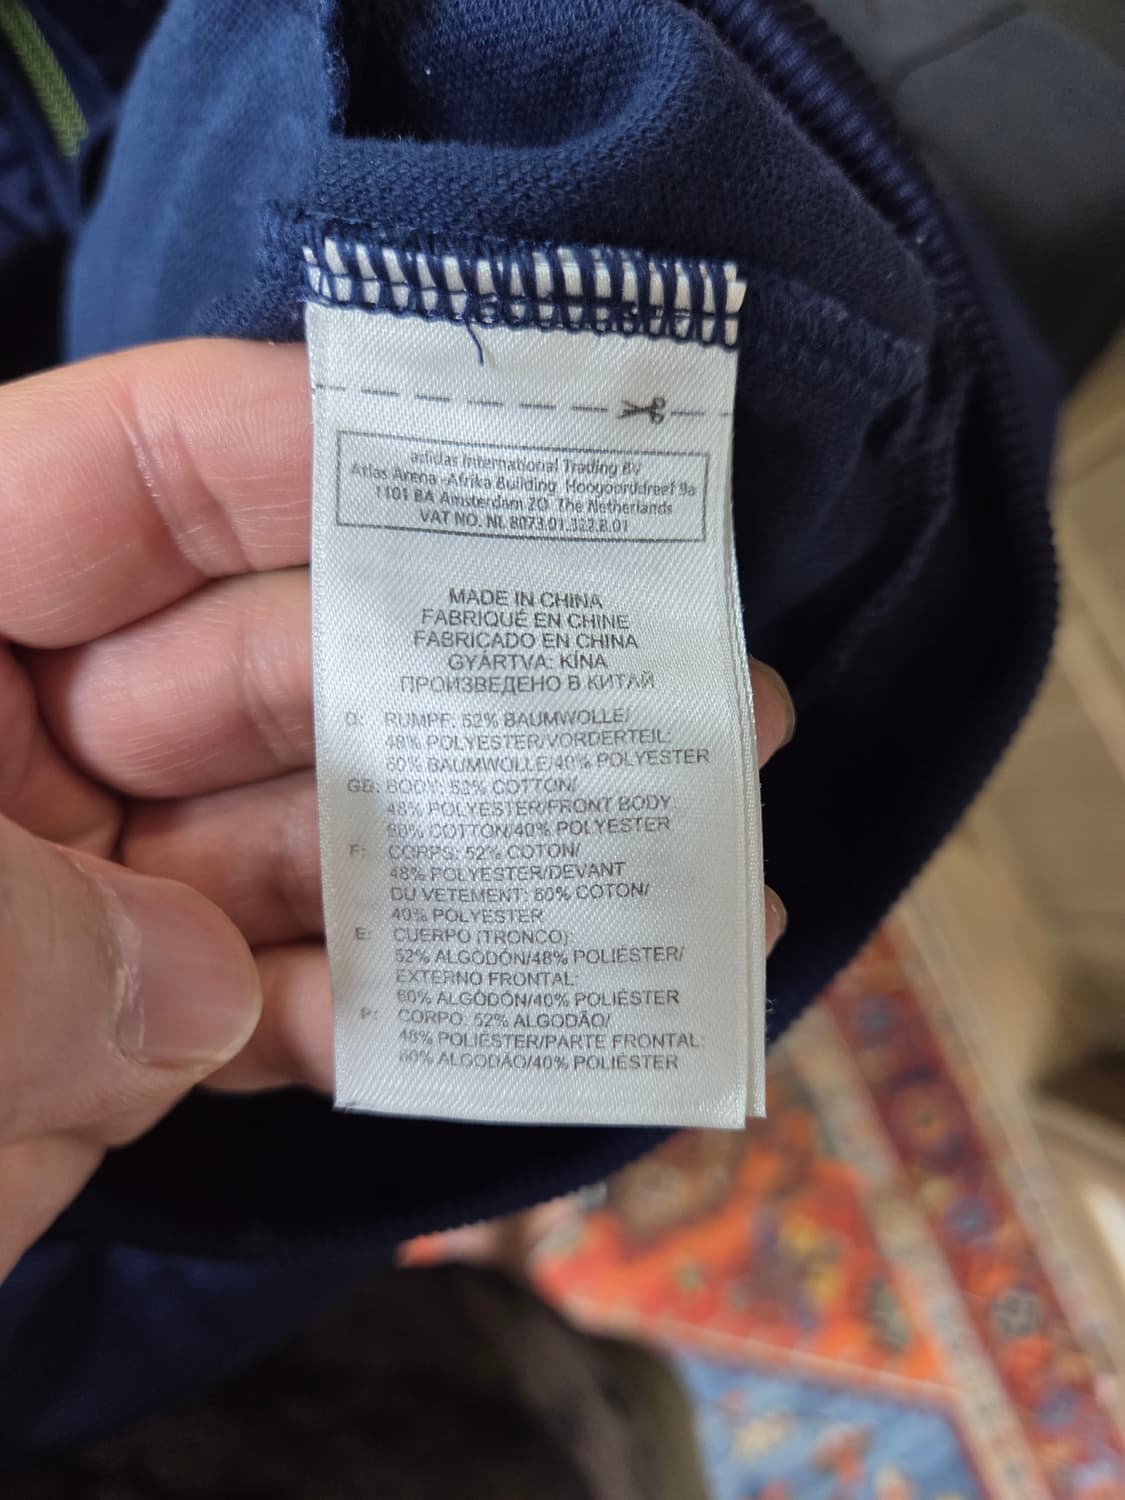 adidas International Trading BV
Atlas Arena -Afrika Building, Hoogoorddreef 9a
1101 BA Amsterdam ZO, The Netherlands
VAT NO. NL 8073.01.322.B.01
MADE IN CHINA
FABRIQUÉ EN CHINE
FABRICADO EN CHINA
GYÁRTVA: KÍNA
ПРОИЗВЕДЕНО В КИТАЙ
D: RUMPF: 52% BAUMWOLLE/
48% POLYESTER/VORDERTEIL:
60% BAUMWOLLE/40% POLYESTER
GB: BODY: 52% COTTON/
48% POLYESTER/FRONT BODY:
60% COTTON/40% POLYESTER
F: CORPS: 52% COTON/
48% POLYESTER/DEVANT
DU VETEMENT: 60% COTON/
40% POLYESTER
E: CUERPO (TRONCO):
52% ALGODÓN/48% POLIÉSTER/
EXTERNO FRONTAL:
60% ALGODÓN/40% POLIÉSTER
P: CORPO: 52% ALGODÃO/
48% POLIÉSTER/PARTE FRONTAL:
60% ALGODÃO/40% POLIÉSTER